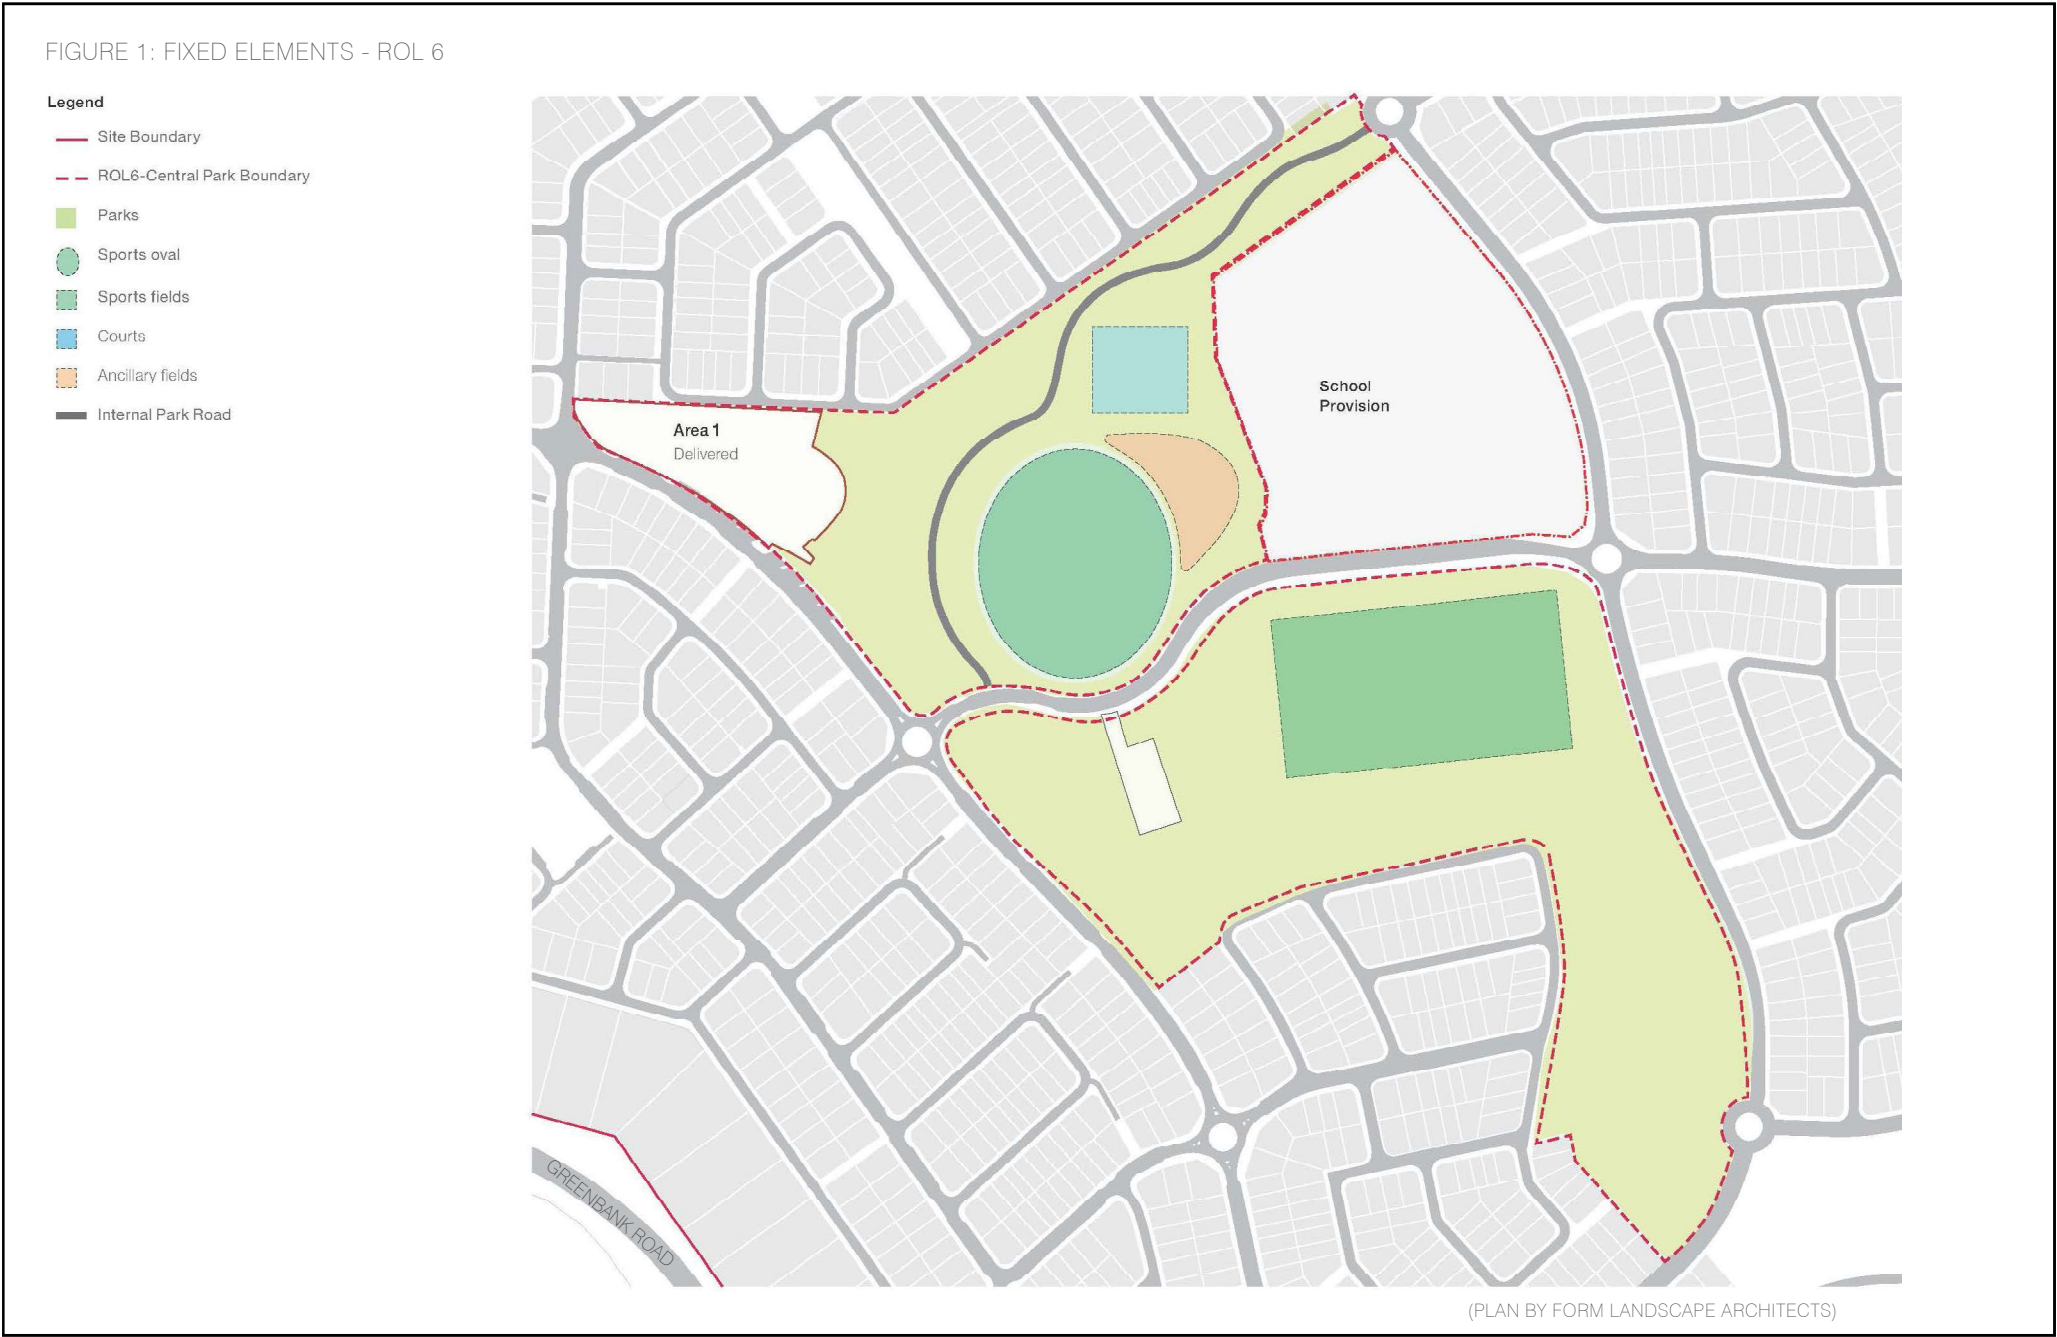 FIGURE 1: FIXED ELEMENTS - ROL 6
Legend
Site Boundary
ROL6-Central Park Boundary
Parks
Sports oval
Sports fields
Courts
Ancillary fields
Internal Park Road
School
Provision
Area 1
Delivered
GREENBANK ROAD
(PLAN BY FORM LANDSCAPE ARCHITECTS)